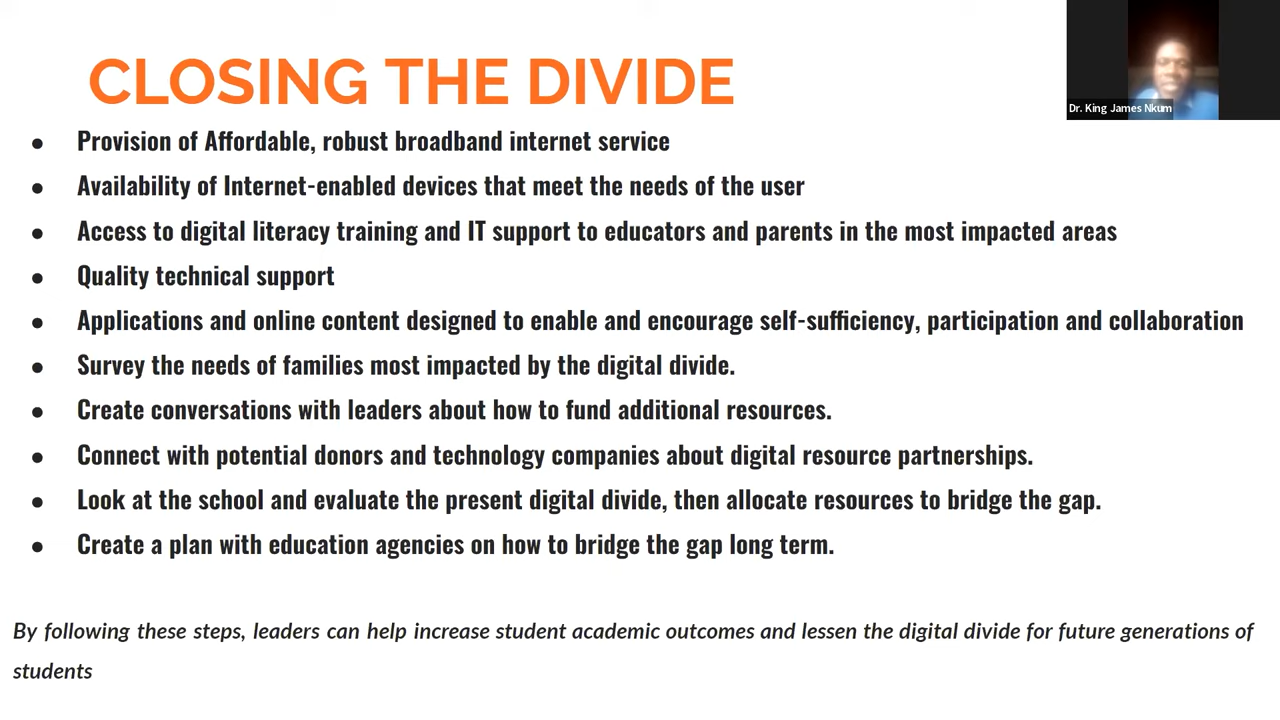 CLOSING THE DIVIDE
Dr. King James Nkum
● Provision of Affordable, robust broadband internet service
● Availability of Internet-enabled devices that meet the needs of the user
● Access to digital literacy training and IT support to educators and parents in the most impacted areas
● Quality technical support
● Applications and online content designed to enable and encourage self-sufficiency, participation and collaboration
● Survey the needs of families most impacted by the digital divide.
● Create conversations with leaders about how to fund additional resources.
● Connect with potential donors and technology companies about digital resource partnerships.
● Look at the school and evaluate the present digital divide, then allocate resources to bridge the gap.
● Create a plan with education agencies on how to bridge the gap long term.
By following these steps, leaders can help increase student academic outcomes and lessen the digital divide for future generations of
students